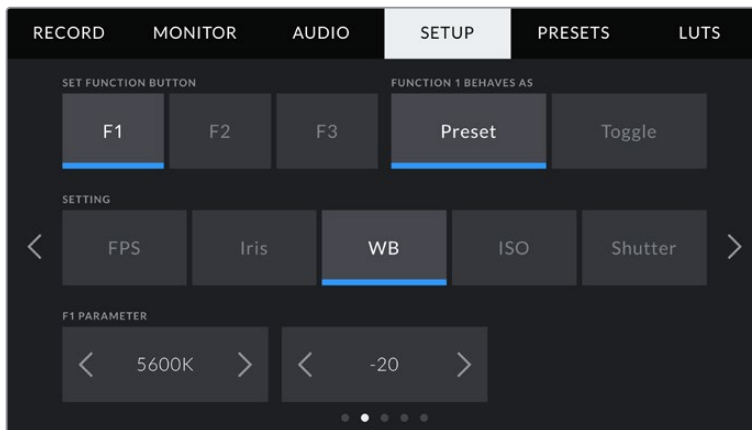 RECORD MONITOR AUDIO SETUP PRESETS LUTS
SET FUNCTION BUTTON FUNCTION 1 BEHAVES AS
F1 F2 F3 Preset Toggle
SETTING
FPS Iris WB ISO Shutter
F1 PARAMETER
5600K -20